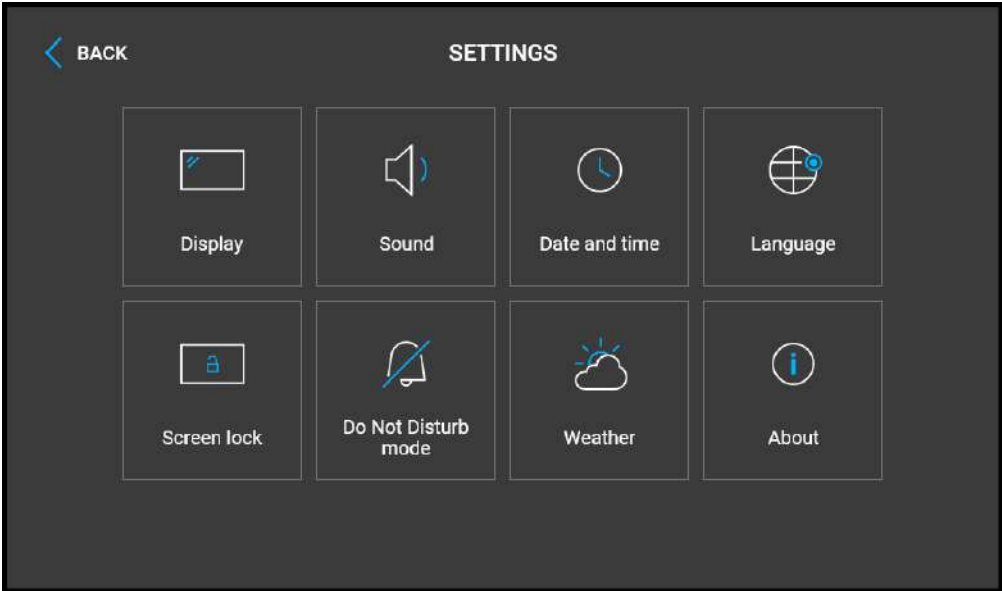 BACK
SETTINGS
Display
Sound
Date and time
Language
Screen lock
Do Not Disturb
mode
Weather
About